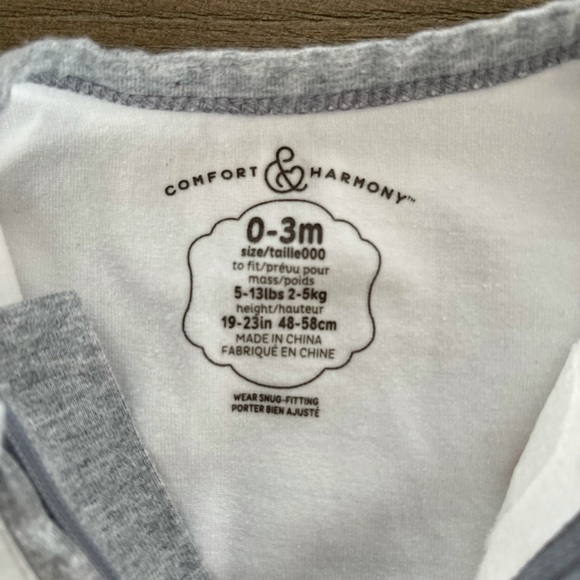 COMFORT & HARMONY™
0-3m
size/taille000
to fit/prévu pour
mass/poids
5-13lbs 2-5kg
height/hauteur
19-23in 48-58cm
MADE IN CHINA
FABRIQUÉ EN CHINE
WEAR SNUG-FITTING
PORTER BIEN AJUSTÉ